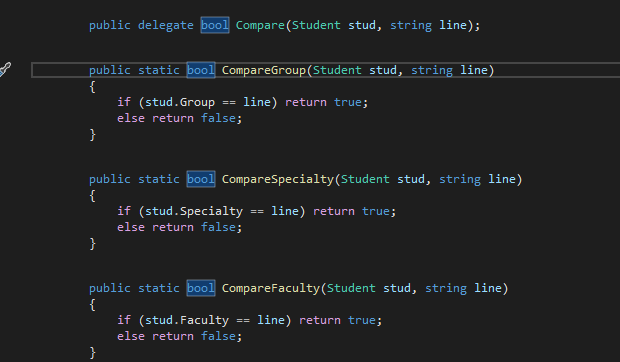 public delegate bool Compare(Student stud, string line);
public static bool CompareGroup(Student stud, string line)
{
if (stud.Group == line) return true;
else return false;
}
public static bool CompareSpecialty(Student stud, string line)
{
if (stud.Specialty == line) return true;
else return false;
}
public static bool CompareFaculty(Student stud, string line)
{
if (stud.Faculty == line) return true;
else return false;
}